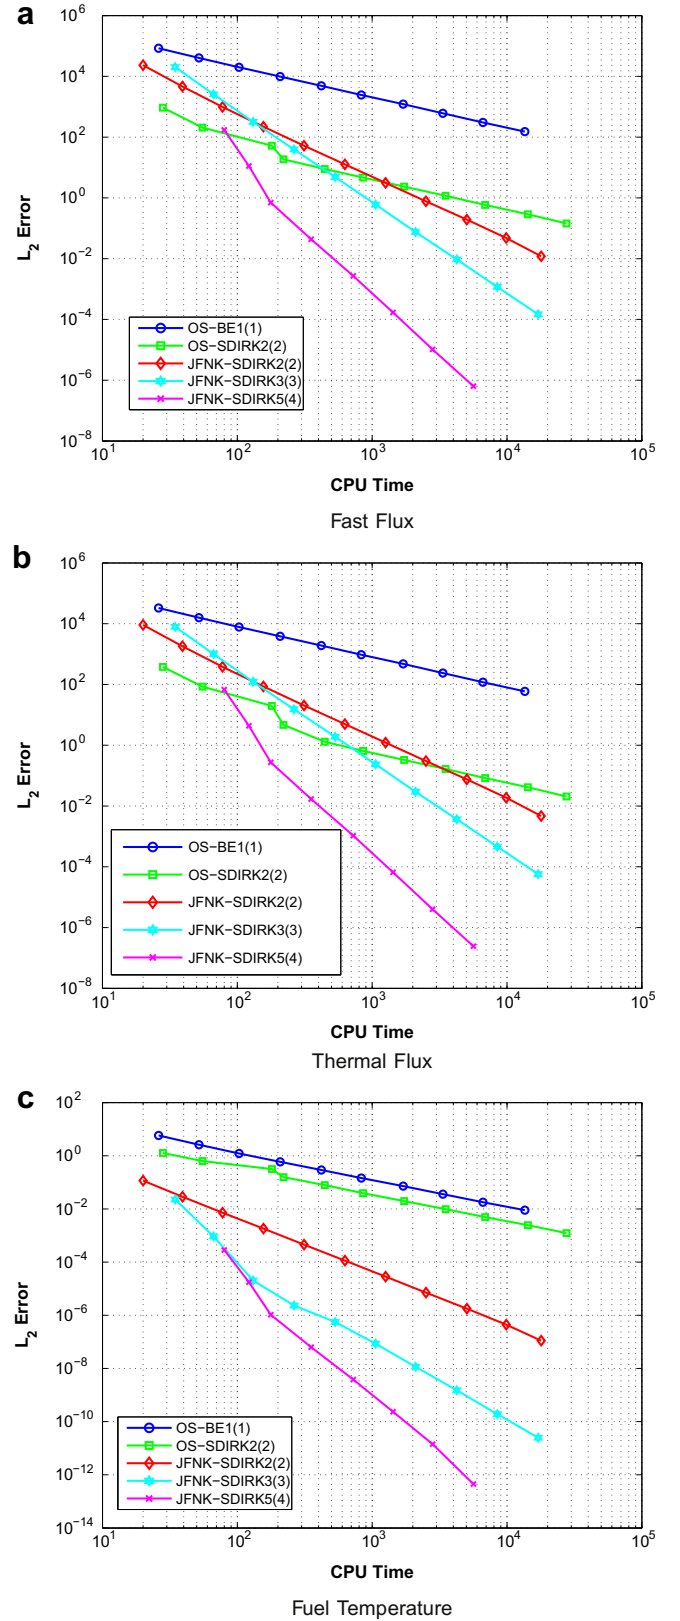 a
10^6
10^4
10^2
10^0
10^−2
10^−4
10^−6
10^−8
L_2 Error
OS−BE1(1)
OS−SDIRK2(2)
JFNK−SDIRK2(2)
JFNK−SDIRK3(3)
JFNK−SDIRK5(4)
10^1 10^2 10^3 10^4 10^5
CPU Time
Fast Flux
b
10^6
10^4
10^2
10^0
10^−2
10^−4
10^−6
10^−8
L_2 Error
OS−BE1(1)
OS−SDIRK2(2)
JFNK−SDIRK2(2)
JFNK−SDIRK3(3)
JFNK−SDIRK5(4)
10^1 10^2 10^3 10^4 10^5
CPU Time
Thermal Flux
c
10^2
10^0
10^−2
10^−4
10^−6
10^−8
10^−10
10^−12
10^−14
L_2 Error
OS−BE1(1)
OS−SDIRK2(2)
JFNK−SDIRK2(2)
JFNK−SDIRK3(3)
JFNK−SDIRK5(4)
10^1 10^2 10^3 10^4 10^5
CPU Time
Fuel Temperature